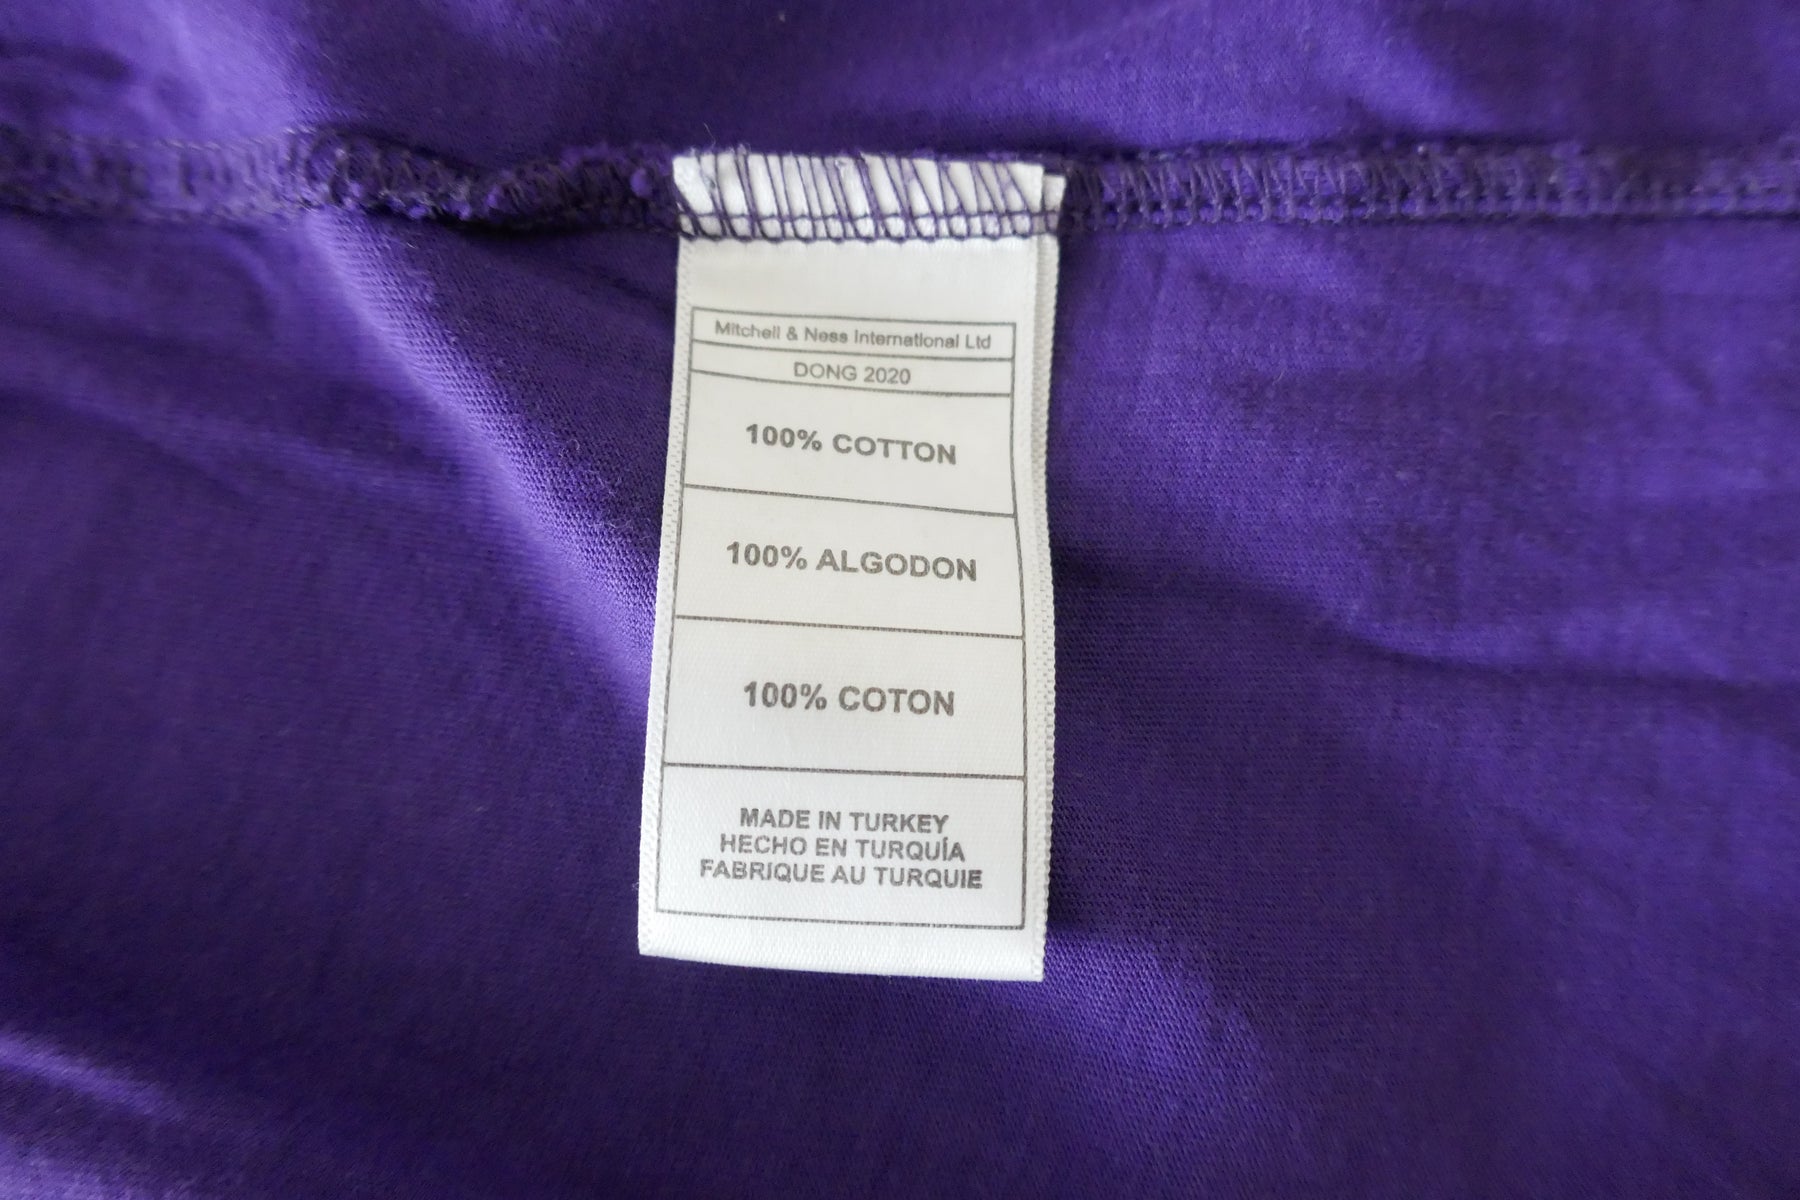 Mitchell & Ness International Ltd
DONG 2020
100% COTTON
100% ALGODON
100% COTON
MADE IN TURKEY
HECHO EN TURQUÍA
FABRIQUE AU TURQUIE